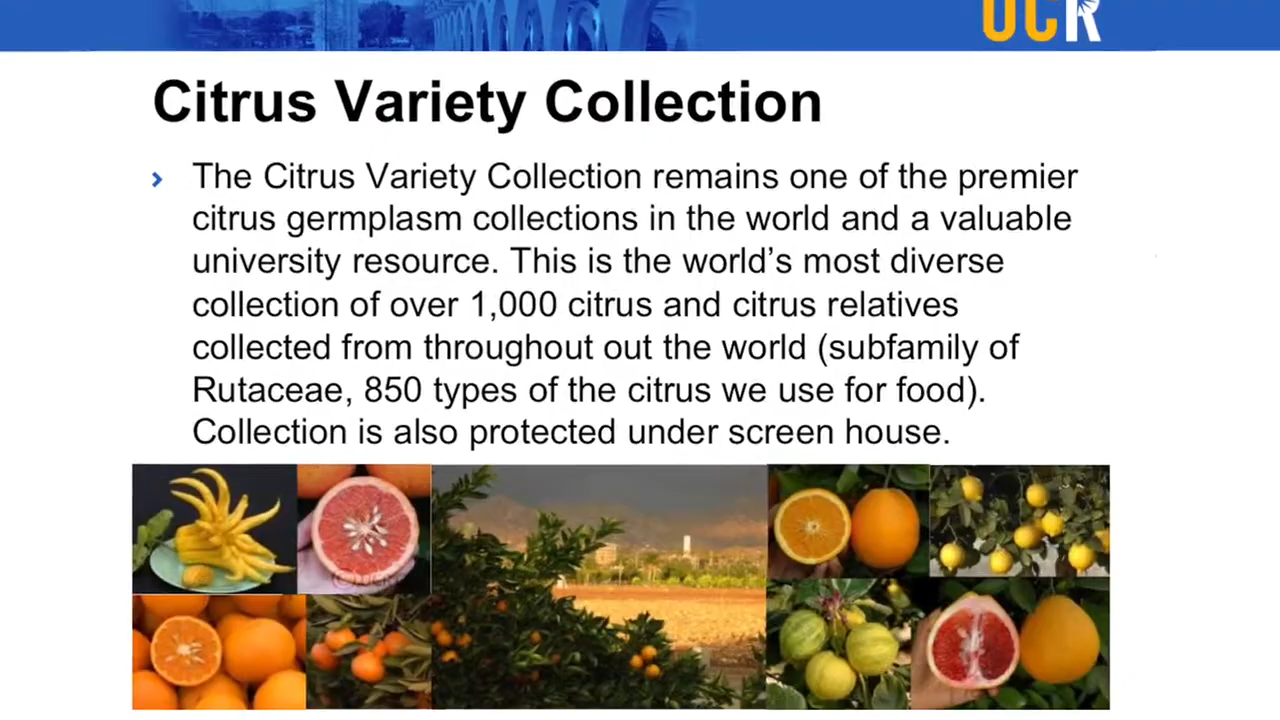 UCR
Citrus Variety Collection
The Citrus Variety Collection remains one of the premier
citrus germplasm collections in the world and a valuable
university resource. This is the world's most diverse
collection of over 1,000 citrus and citrus relatives
collected from throughout out the world (subfamily of
Rutaceae, 850 types of the citrus we use for food).
Collection is also protected under screen house.